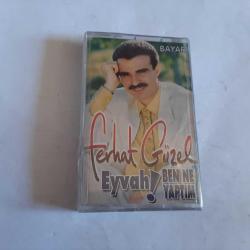 BAYAR
Ferhat Güzel
Eyvah!
BEN NE
YAPTIM